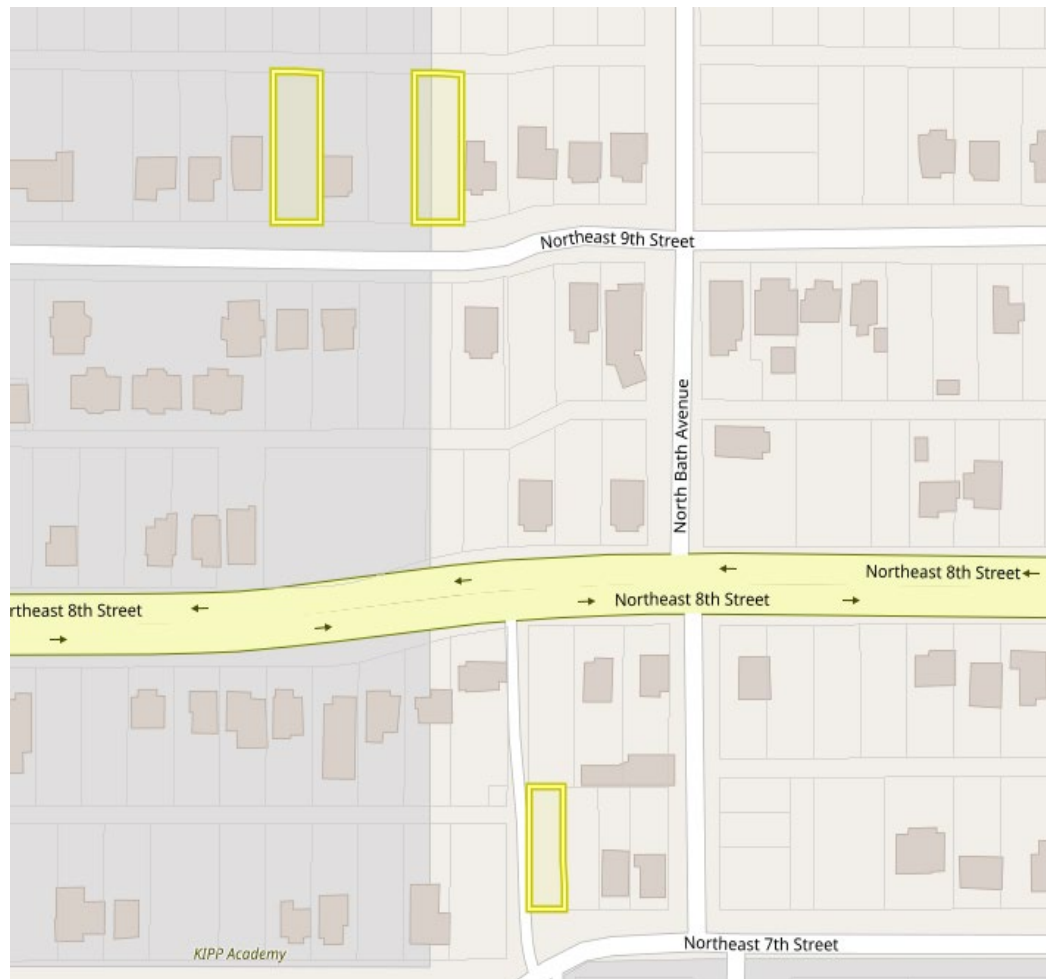 Northeast 9th Street
North Bath Avenue
Northeast 8th Street
rtheast 8th Street
Northeast 8th Street
KIPP Academy
Northeast 7th Street